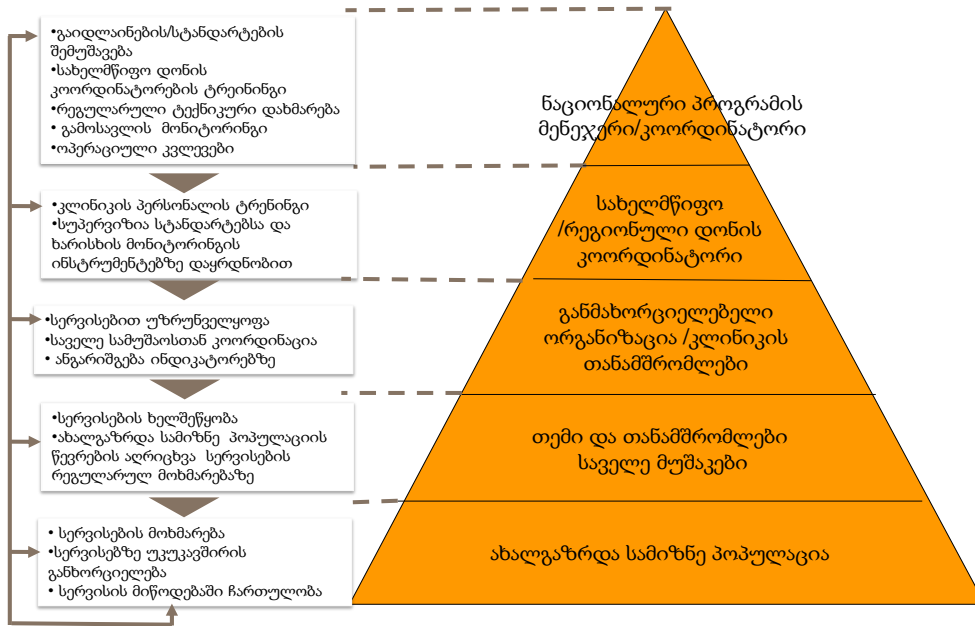 •გაიდლაინების/სტანდარტების
შემუშავება
•სახელმწიფო დონის
კოორდინატორების ტრეინინგი
•რეგულარული ტექნიკური დახმარება
• გამოსავლის მონიტორინგი
•ოპერაციული კვლევები
•კლინიკის პერსონალის ტრენინგი
•სუპერვიზია სტანდარტებსა და
ხარისხის მონიტორინგის
ინსტრუმენტებზე დაყრდნობით
•სერვისებით უზრუნველყოფა
•საველე სამუშაოსთან კოორდინაცია
• ანგარიშგება ინდიკატორებზე
•სერვისების ხელშეწყობა
•ახალგაზრდა სამიზნე პოპულაციის
წევრების აღრიცხვა სერვისების
რეგულარულ მოხმარებაზე
• სერვისების მოხმარება
•სერვისებზე უკუკავშირის
განხორციელება
• სერვისის მიწოდებაში ჩართულობა
ნაციონალური პროგრამის
მენეჯერი/კოორდინატორი
სახელმწიფო
/რეგიონული დონის
კოორდინატორი
განმახორციელებელი
ორგანიზაცია /კლინიკის
თანამშრომლები
თემი და თანამშრომლები
საველე მუშაკები
ახალგაზრდა სამიზნე პოპულაცია